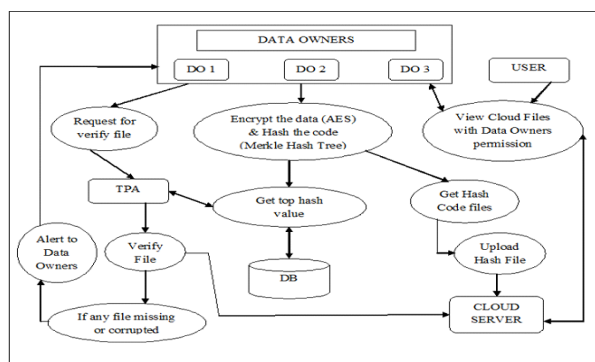 DATA OWNERS
DO 1
DO 2
DO 3
USER
Request for
verify file
Encrypt the data (AES)
& Hash the code
(Merkle Hash Tree)
View Cloud Files
with Data Owners
permission
TPA
Get top hash
value
Get Hash
Code files
Alert to
Data
Owners
Verify
File
Upload
Hash File
DB
If any file missing
or corrupted
CLOUD
SERVER